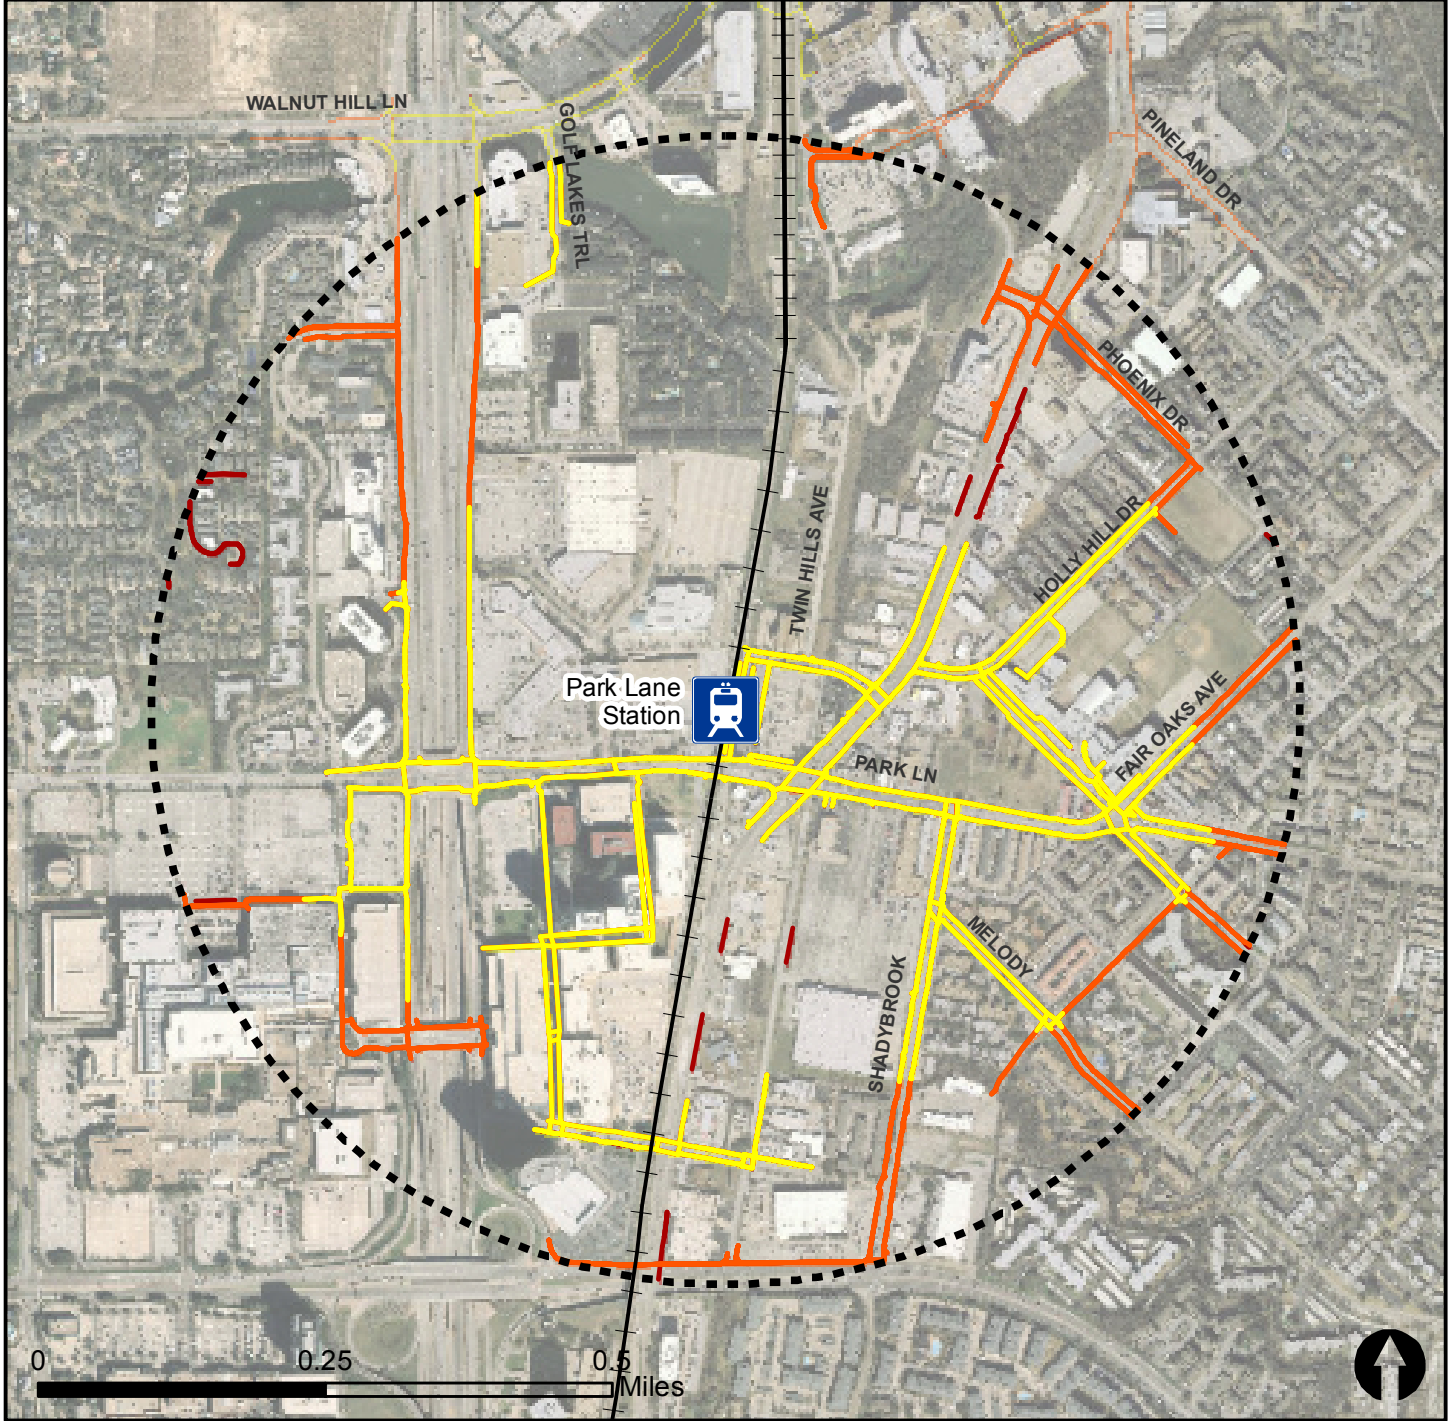 WALNUT HILL LN
GOLF LAKES TRL
PINELAND DR
PHOENIX DR
TWIN HILLS AVE
HOLLY HILL DR
Park Lane
Station
FAIR OAKS AVE
PARK LN
MELODY
SHADYBROOK
0
0.25
0.5
Miles